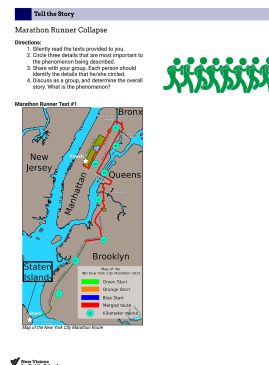 Tell the Story
Marathon Runner Collapse
Directions:
1. Silently read the texts provided to you.
2. Circle three details that are most important to
the phenomenon being described.
3. Share with your group. Each person should
identify the details that he/she circled.
4. Discuss as a group, and determine the overall
story. What is the phenomenon?
Marathon Runner Text #1
Bronx
New
Jersey
Finish
Manhattan
Queens
Brooklyn
Staten
Island
Start
Map of the
New York City Marathon
Green Start
Orange Start
Blue Start
Merged route
Kilometer marks
Map of the New York City Marathon Route
New Visions